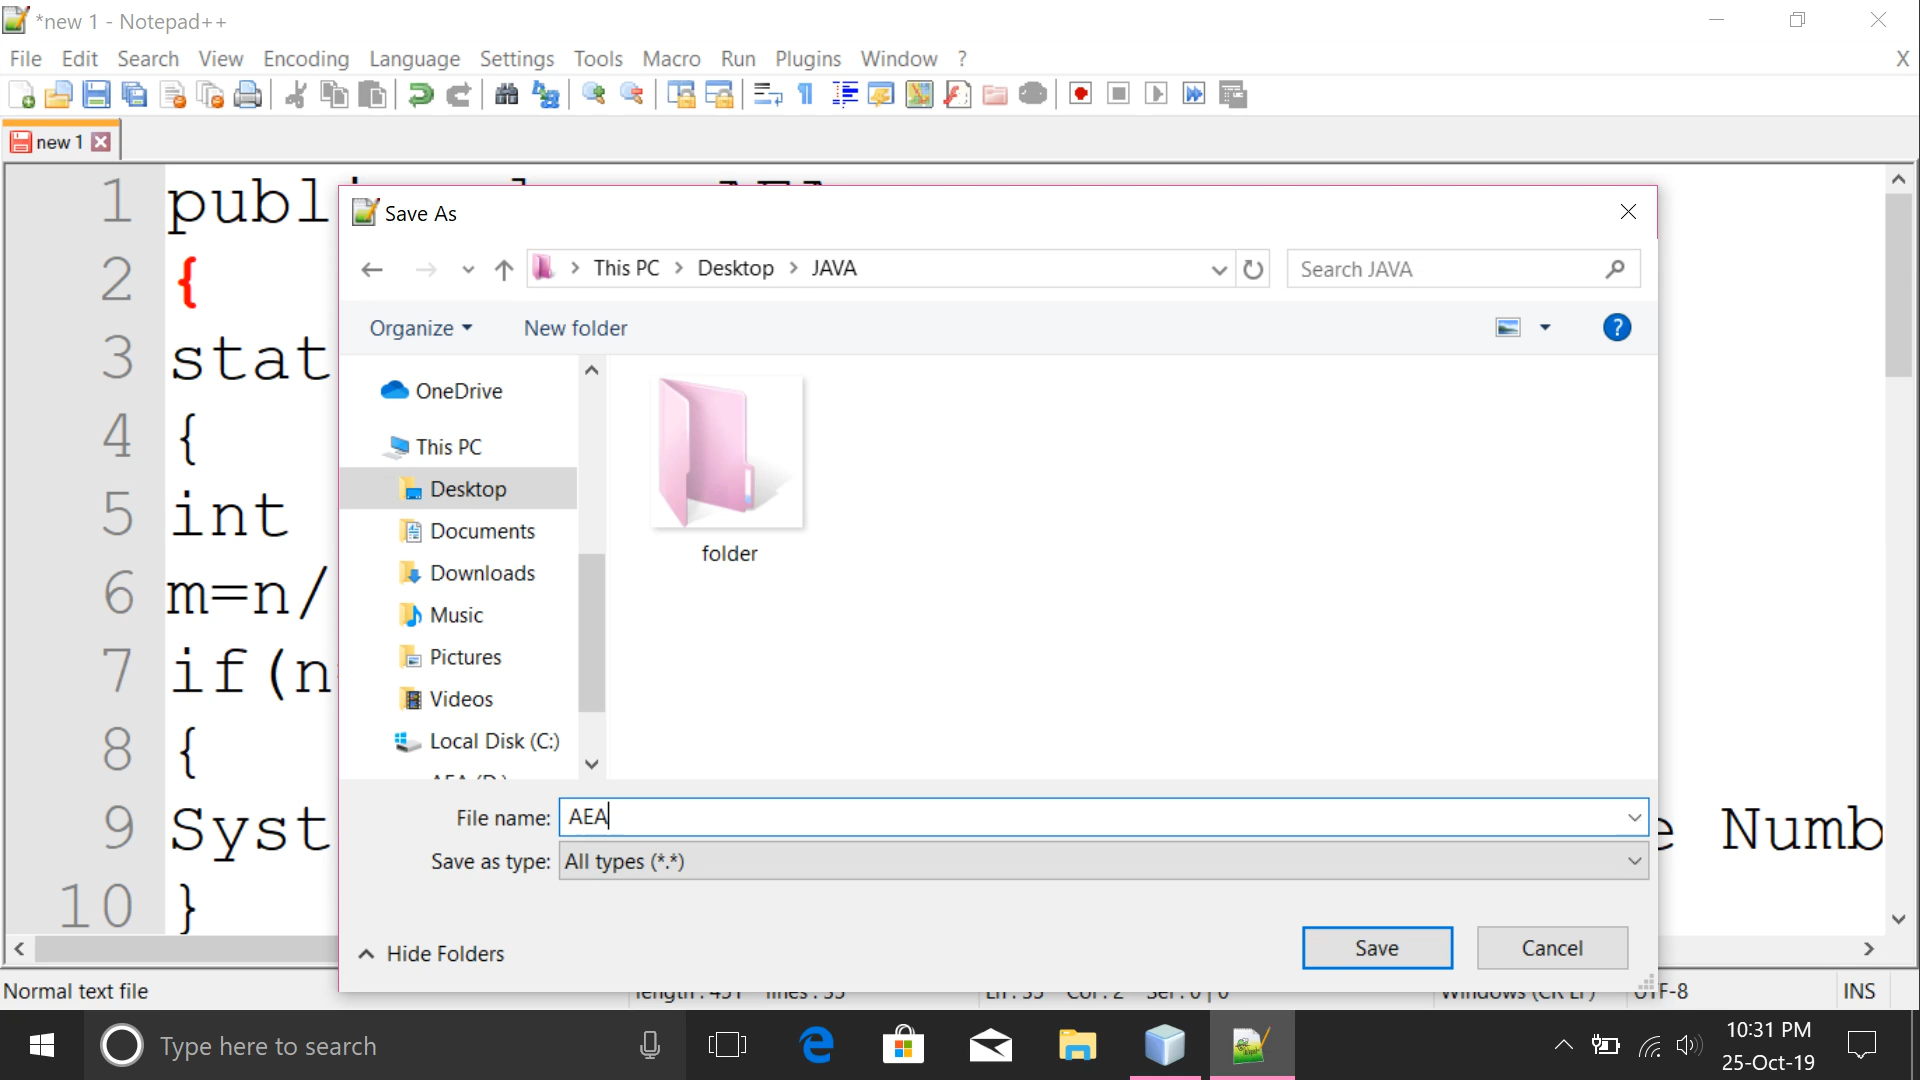 *new 1 - Notepad++
File Edit Search View Encoding Language Settings Tools Macro Run Plugins Window ? X
new 1
1 publi
2 {
3 stat
4 {
5 int
6 m=n/
7 if(n
8 {
9 Syst
e Numb
10 }
Save As
This PC > Desktop > JAVA
Search JAVA
Organize New folder
OneDrive
This PC
Desktop
Documents
Downloads
Music
Pictures
Videos
Local Disk (C:)
folder
File name: AEA
Save as type: All types (*.*)
Hide Folders
Save Cancel
Normal text file
UTF-8 INS
Type here to search
10:31 PM
25-Oct-19